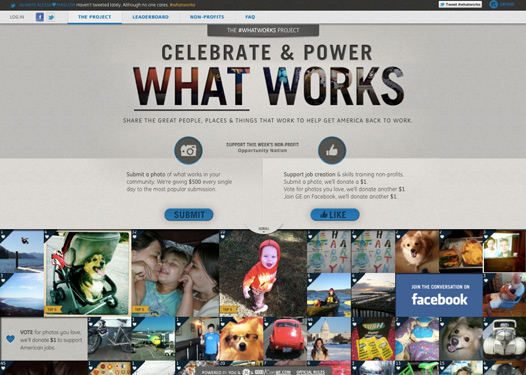 Haven't tweeted lately. Although no one cares. #whatworks
Tweet #whatworks
LOG IN
THE PROJECT
LEADERBOARD
NON-PROFITS
FAQ
THE #WHATWORKS PROJECT
CELEBRATE & POWER
WHAT WORKS
SHARE THE GREAT PEOPLE, PLACES & THINGS THAT WORK TO HELP GET AMERICA BACK TO WORK.
SUPPORT THIS WEEK'S NON-PROFIT
Opportunity Nation
Submit a photo of what works in your
community. We're giving $500 every single
day to the most popular submission.
Support job creation & skills training non-profits.
Submit a photo, we'll donate a $1.
Vote for photos you love, we'll donate another $1.
Join GE on Facebook, we'll donate another $1.
SUBMIT
LIKE
SCROLL
TOP 5
TOP 5
TOP 5
JOIN THE CONVERSATION ON
facebook
VOTE for photos you love,
we'll donate $1 to support
American jobs.
POWERED BY YOU &
OFFICIAL RULES